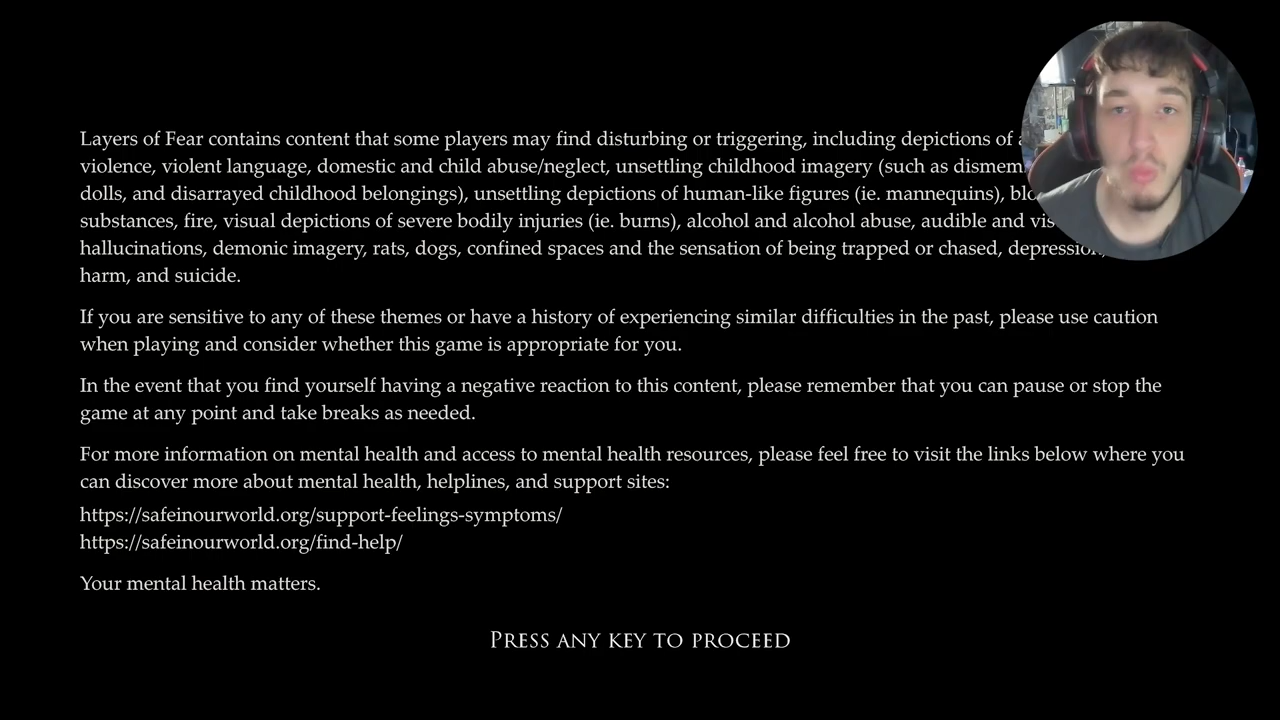 Layers of Fear contains content that some players may find disturbing or triggering, including depictions of
violence, violent language, domestic and child abuse/neglect, unsettling childhood imagery (such as
dolls, and disarrayed childhood belongings), unsettling depictions of human-like figures (ie. mannequins),
substances, fire, visual depictions of severe bodily injuries (ie. burns), alcohol and alcohol abuse, audible and
hallucinations, demonic imagery, rats, dogs, confined spaces and the sensation of being trapped or chased, depression,
harm, and suicide.
If you are sensitive to any of these themes or have a history of experiencing similar difficulties in the past, please use caution
when playing and consider whether this game is appropriate for you.
In the event that you find yourself having a negative reaction to this content, please remember that you can pause or stop the
game at any point and take breaks as needed.
For more information on mental health and access to mental health resources, please feel free to visit the links below where you
can discover more about mental health, helplines, and support sites:
https://safeinourworld.org/support-feelings-symptoms/
https://safeinourworld.org/find-help/
Your mental health matters.
PRESS ANY KEY TO PROCEED